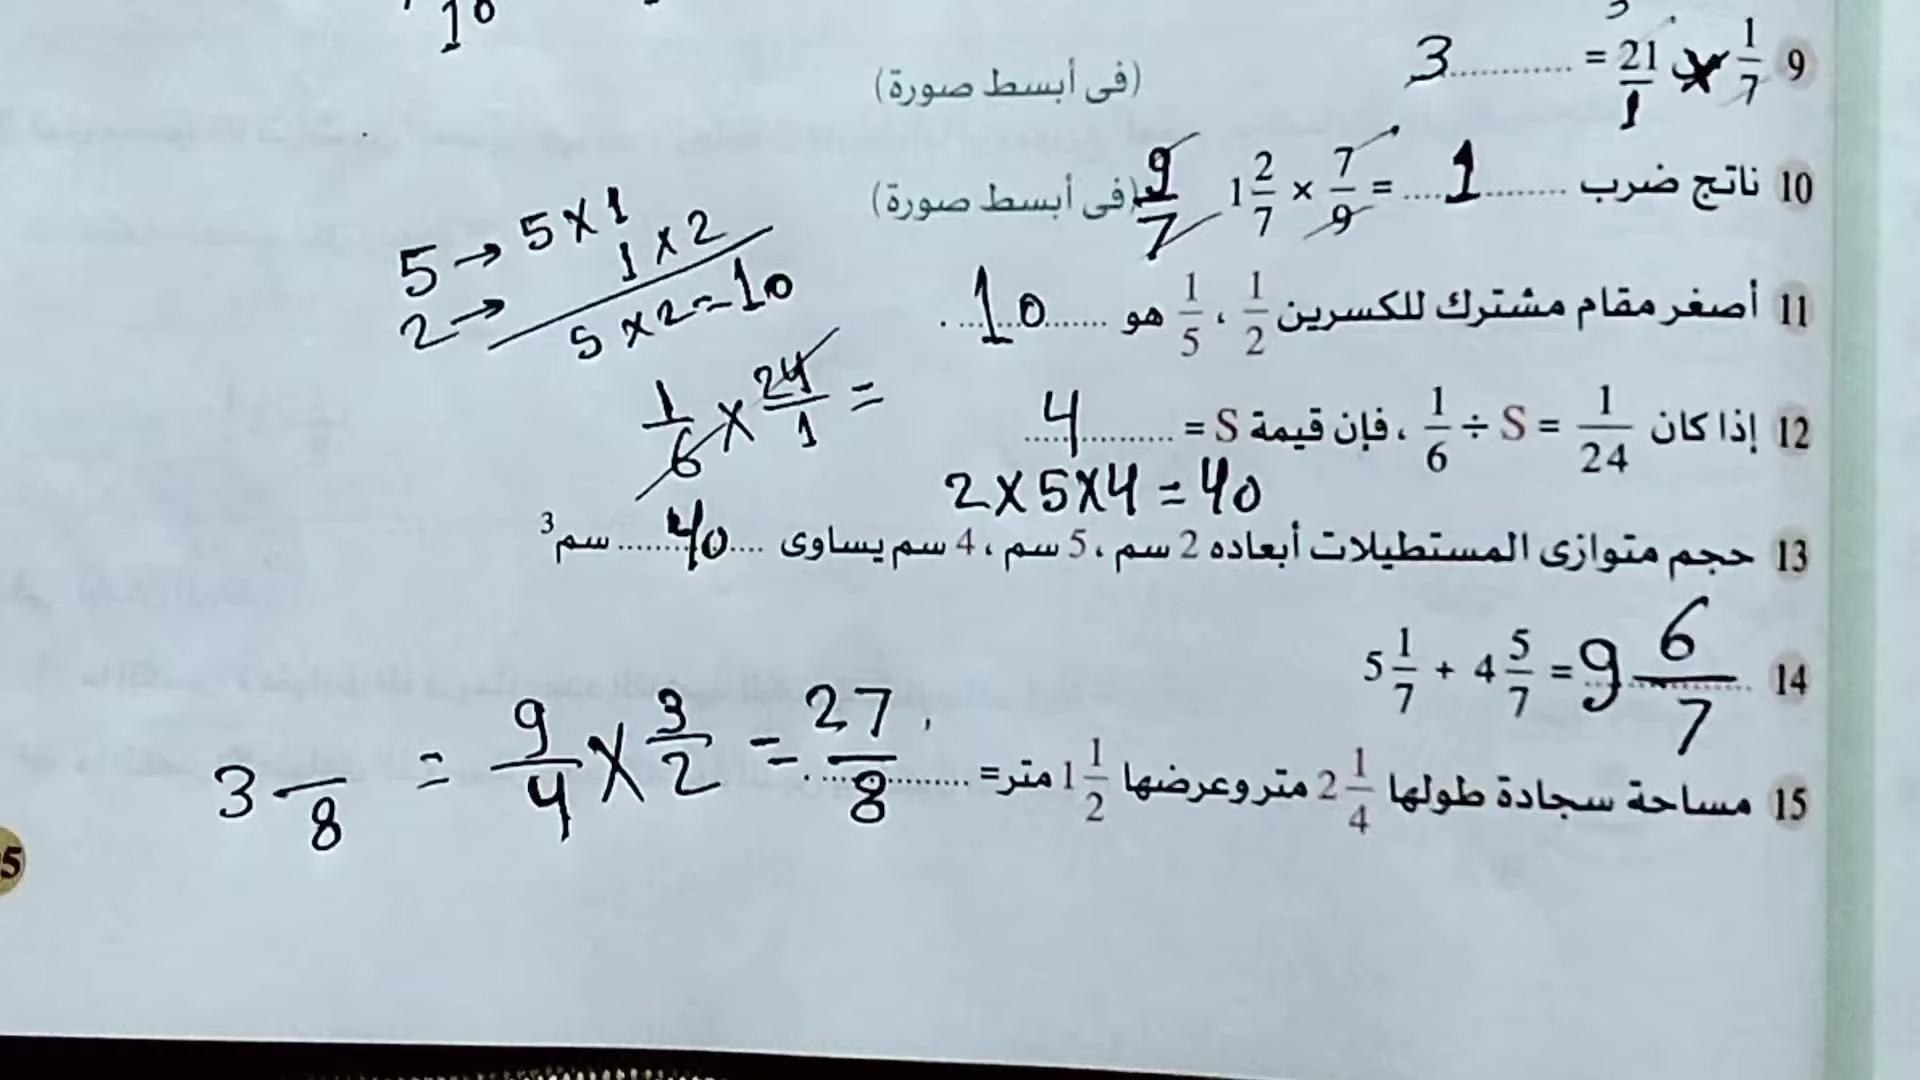 10
9 1/7 × 21/1 = ............ 3 (فى أبسط صورة)
10 ناتج ضرب 1 2/7 × 7/9 = .... 1 ......... 9/7 (فى أبسط صورة)
5 → 5 × 1
2 → 1 × 2
5 × 2 = 10
11 أصغر مقام مشترك للكسرين 1/2 ، 1/5 هو ....... 10 ......
1/6 × 24/1 =
12 إذا كان 1/6 ÷ S = 1/24 ، فإن قيمة S = ......... 4 ......
2 × 5 × 4 = 40
13 حجم متوازى المستطيلات أبعاده 2 سم ، 5 سم ، 4 سم يساوى .... 40 ....... سم3
14 5 1/7 + 4 5/7 = 9 6/7
15 مساحة سجادة طولها 2 1/4 متر وعرضها 1 1/2 متر = ...............
3 /8 = 9/4 × 3/2 = 27/8
5